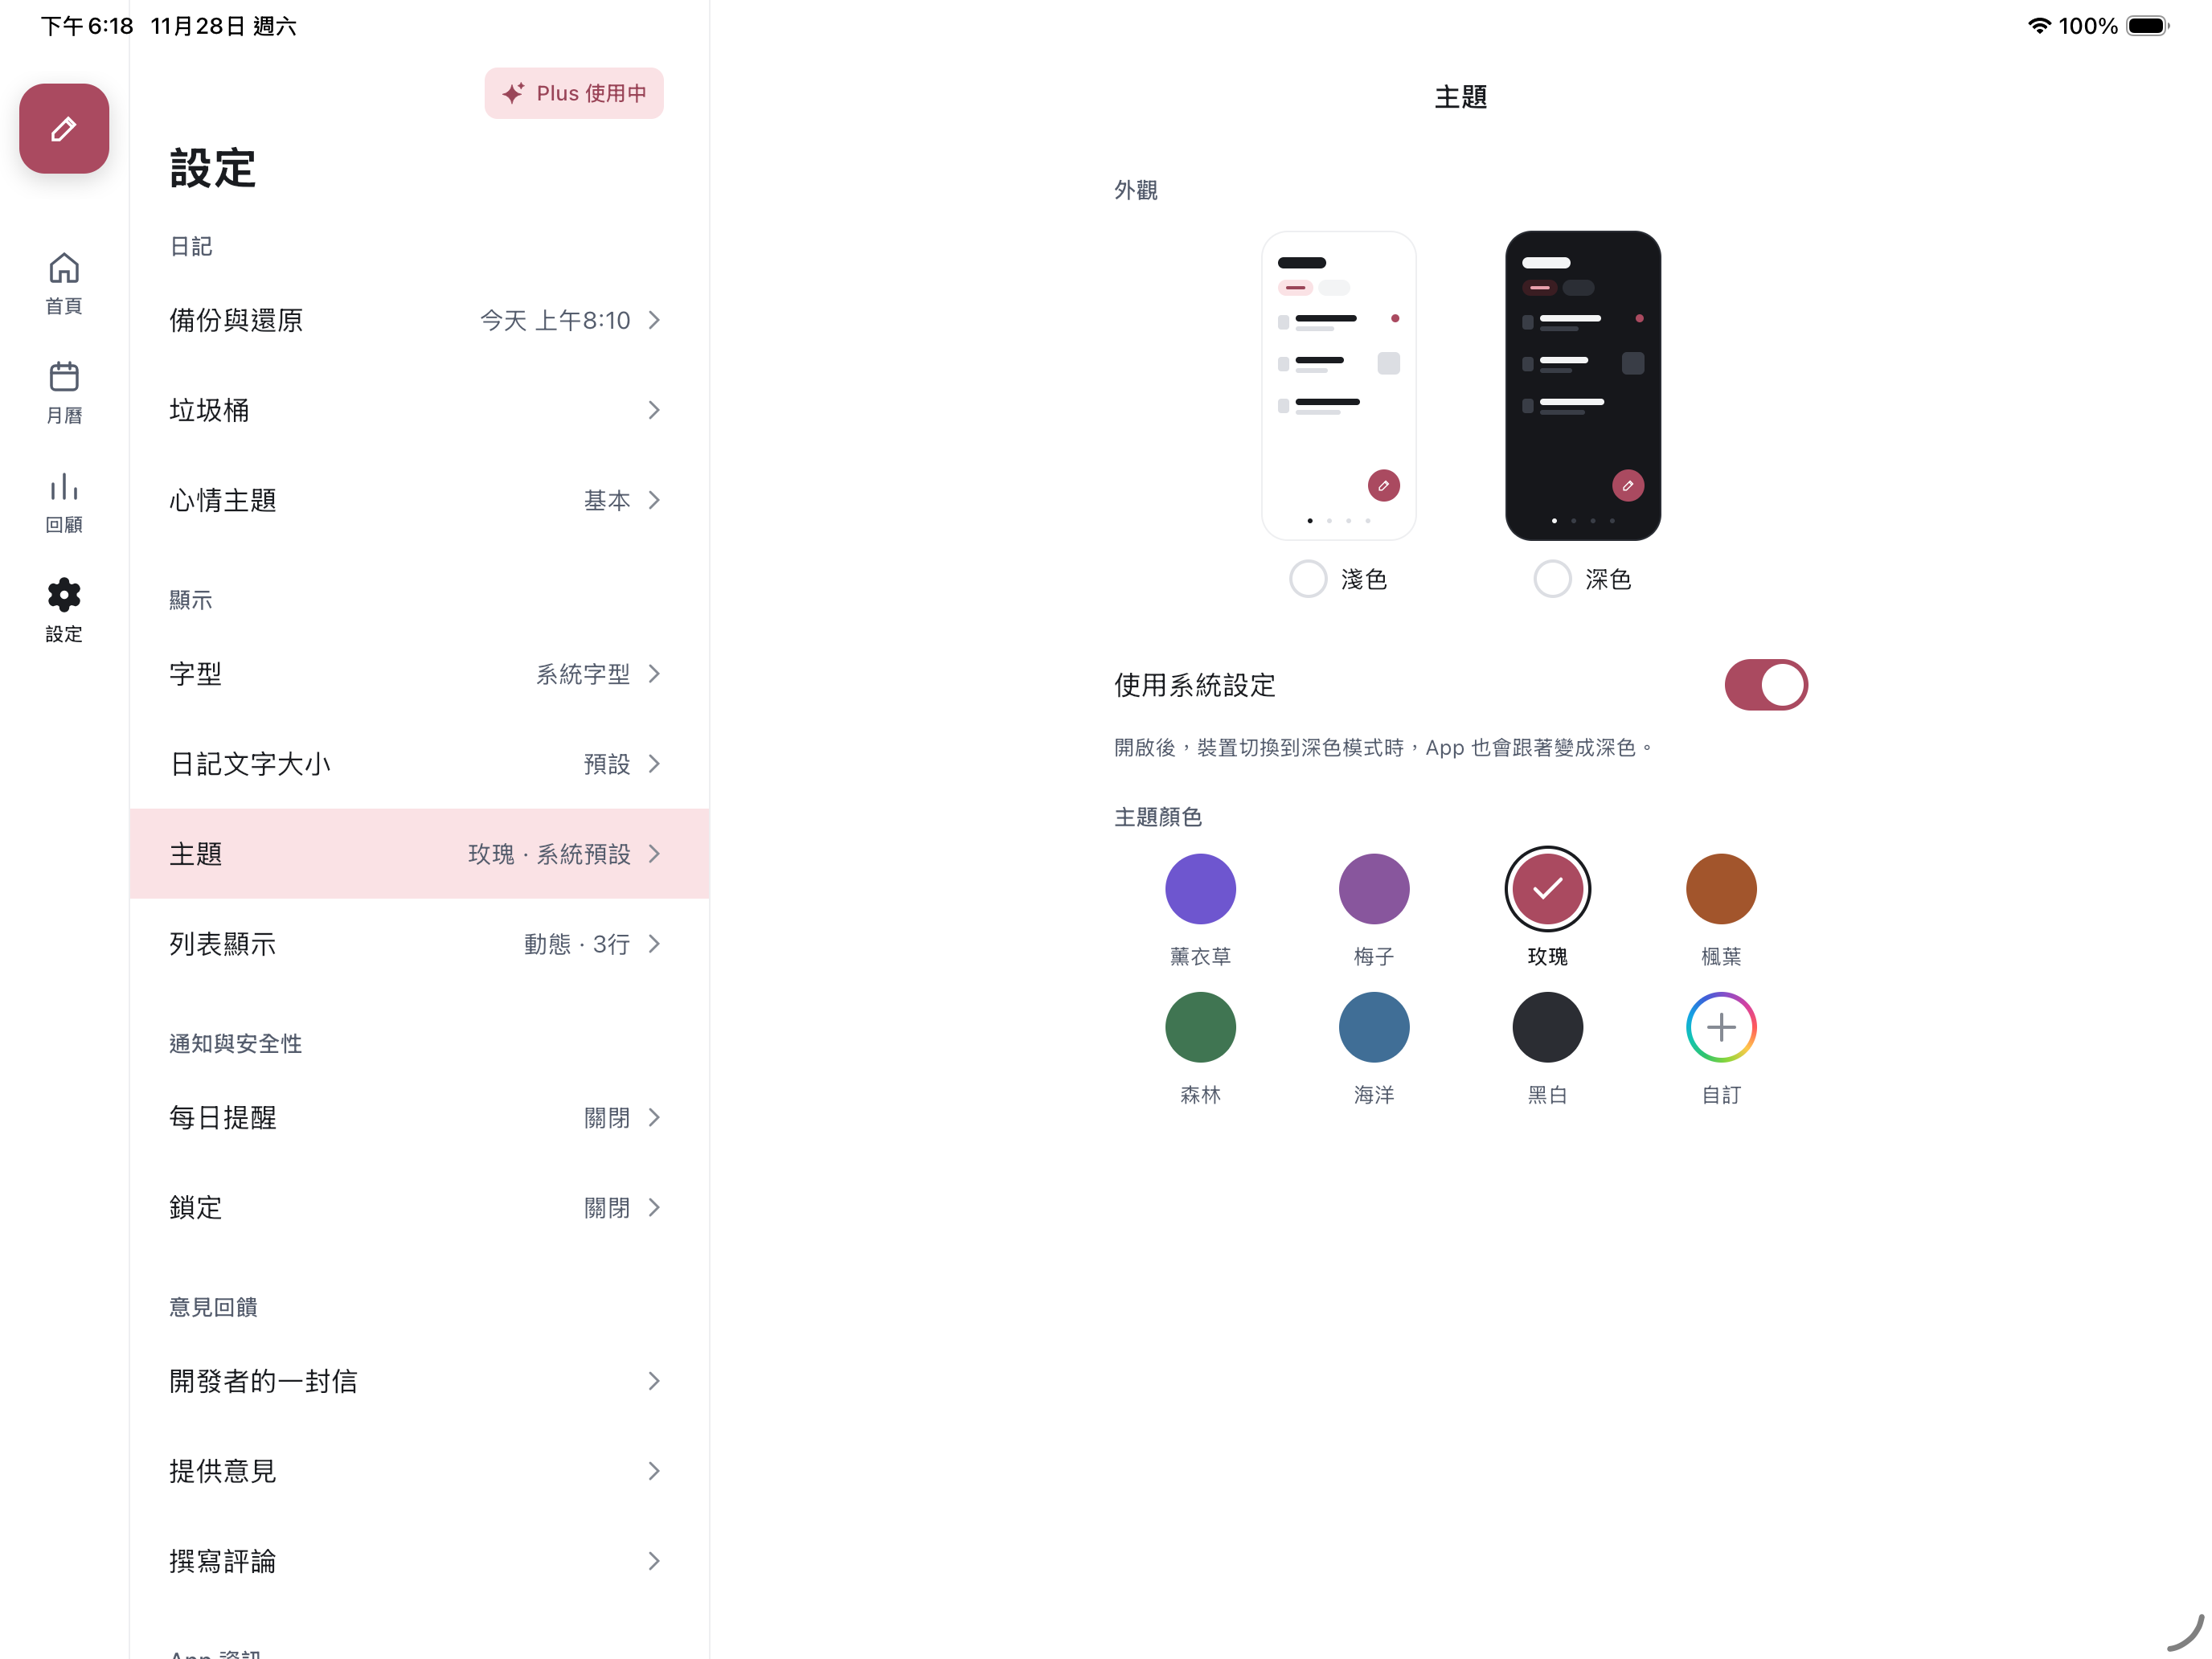 下午6:18 11月28日 週六
100%
Plus 使用中
設定
首頁
月曆
回顧
設定
日記
備份與還原 今天 上午8:10
垃圾桶
心情主題 基本
顯示
字型 系統字型
日記文字大小 預設
主題 玫瑰 · 系統預設
列表顯示 動態 · 3行
通知與安全性
每日提醒 關閉
鎖定 關閉
意見回饋
開發者的一封信
提供意見
撰寫評論
App 資訊
主題
外觀
淺色 深色
使用系統設定
開啟後，裝置切換到深色模式時，App 也會跟著變成深色。
主題顏色
薰衣草 梅子 玫瑰 楓葉
森林 海洋 黑白 自訂